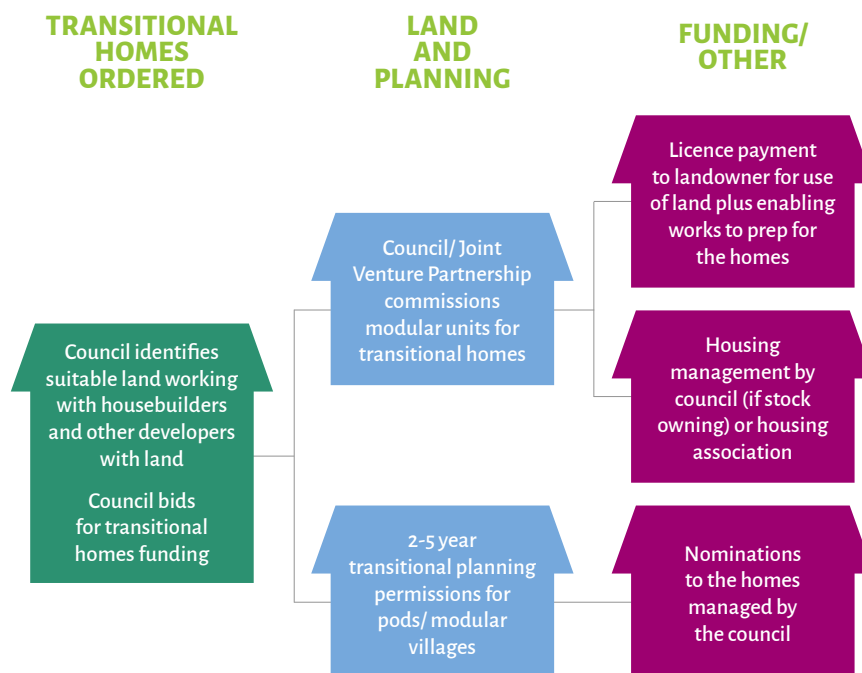 TRANSITIONAL
HOMES
ORDERED
LAND
AND
PLANNING
FUNDING/
OTHER
Council identifies
suitable land working
with housebuilders
and other developers
with land
Council bids
for transitional
homes funding
Council/ Joint
Venture Partnership
commissions
modular units for
transitional homes
2-5 year
transitional planning
permissions for
pods/ modular
villages
Licence payment
to landowner for use
of land plus enabling
works to prep for
the homes
Housing
management by
council (if stock
owning) or housing
association
Nominations
to the homes
managed by
the council